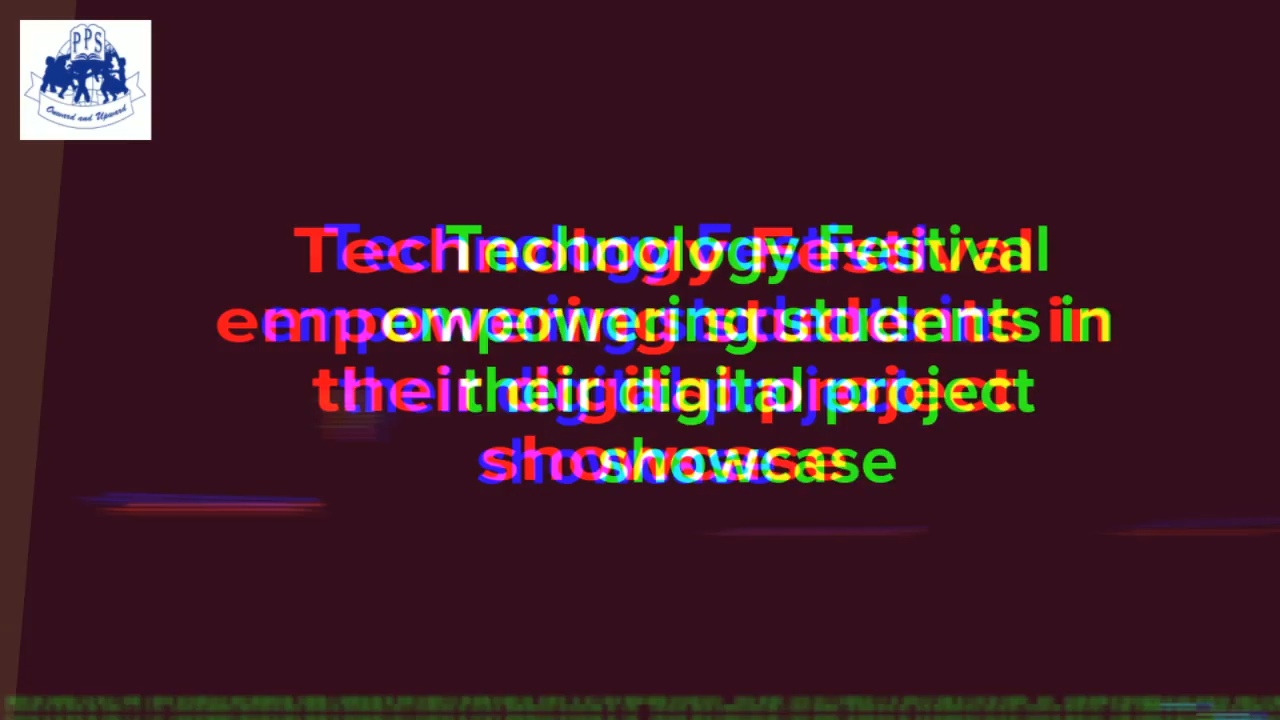 PPS
Onward and Upward
Technology Festival
empowering students in
their digital project
showcase